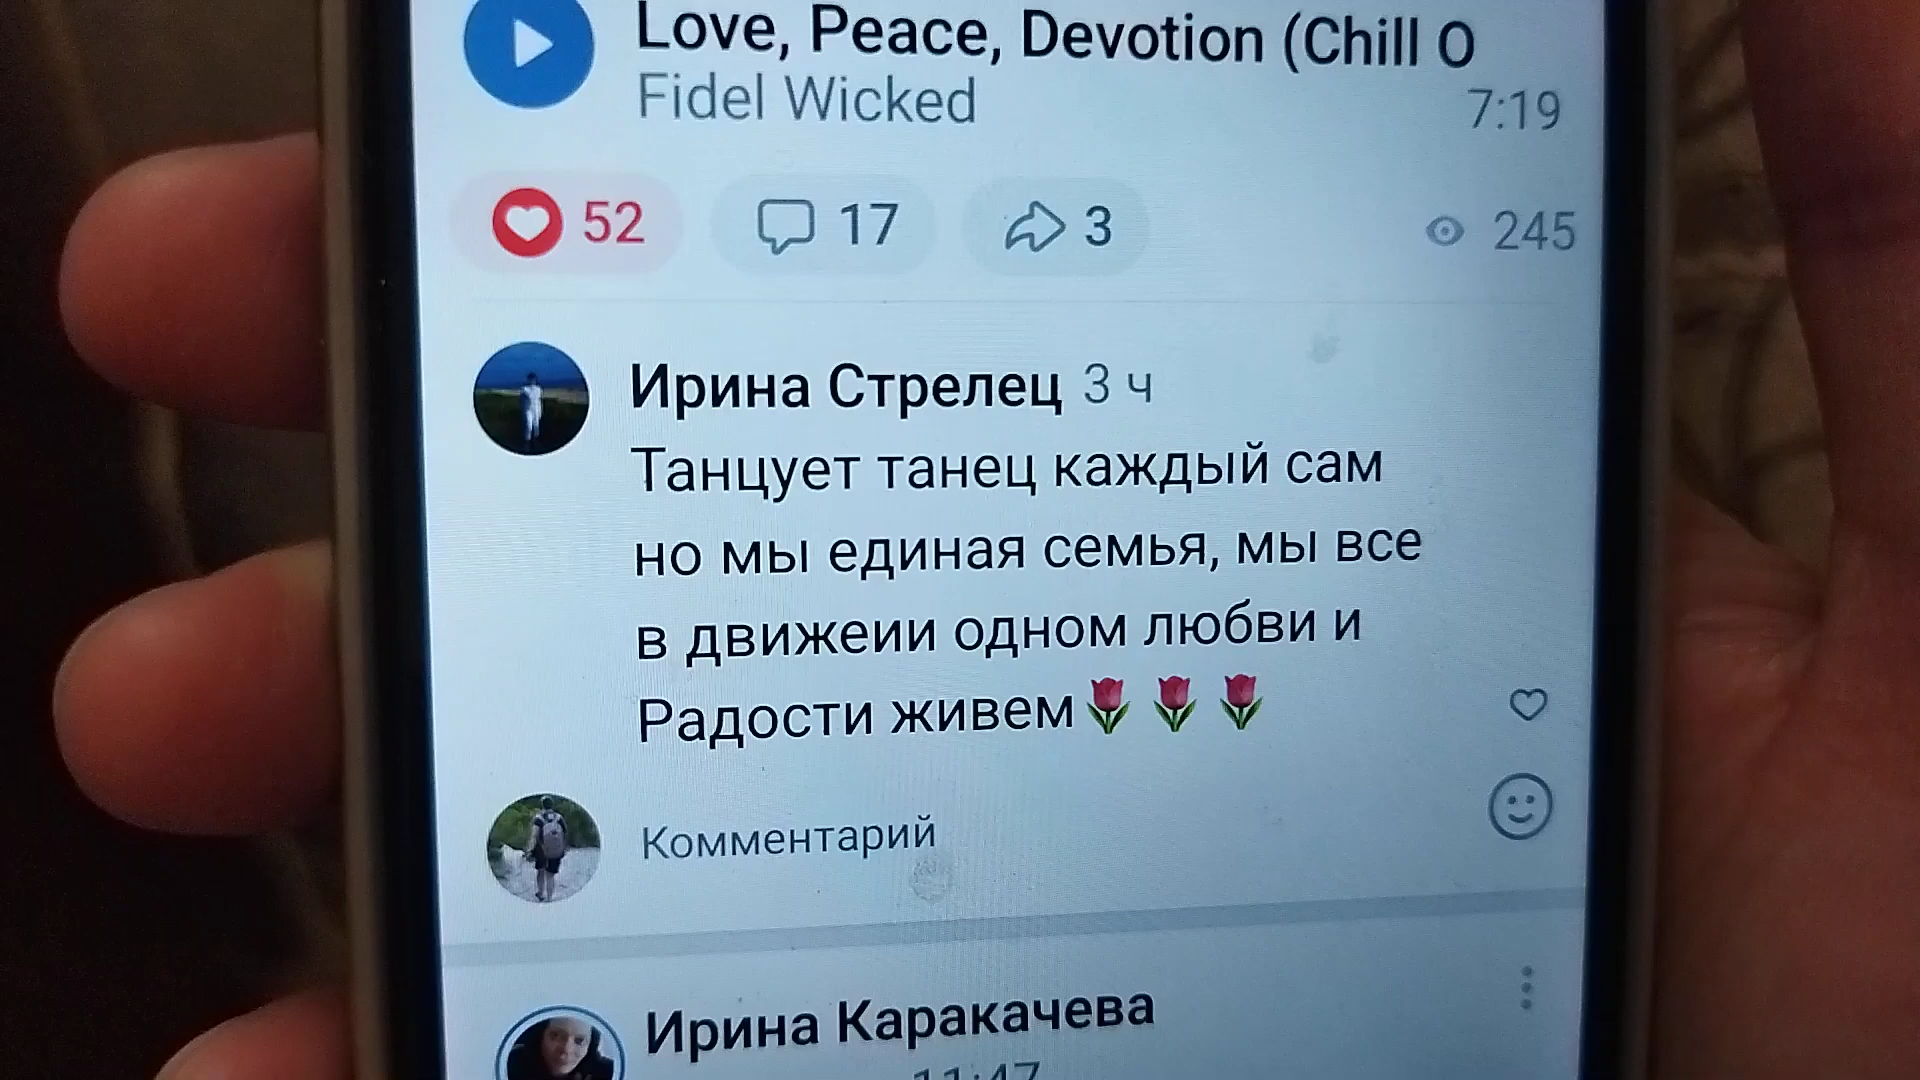 Love, Peace, Devotion (Chill O
Fidel Wicked
7:19
52
17
3
245
Ирина Стрелец 3 ч
Танцует танец каждый сам
но мы единая семья, мы все
в движеии одном любви и
Радости живем🌷🌷🌷
Комментарий
Ирина Каракачева
11:47